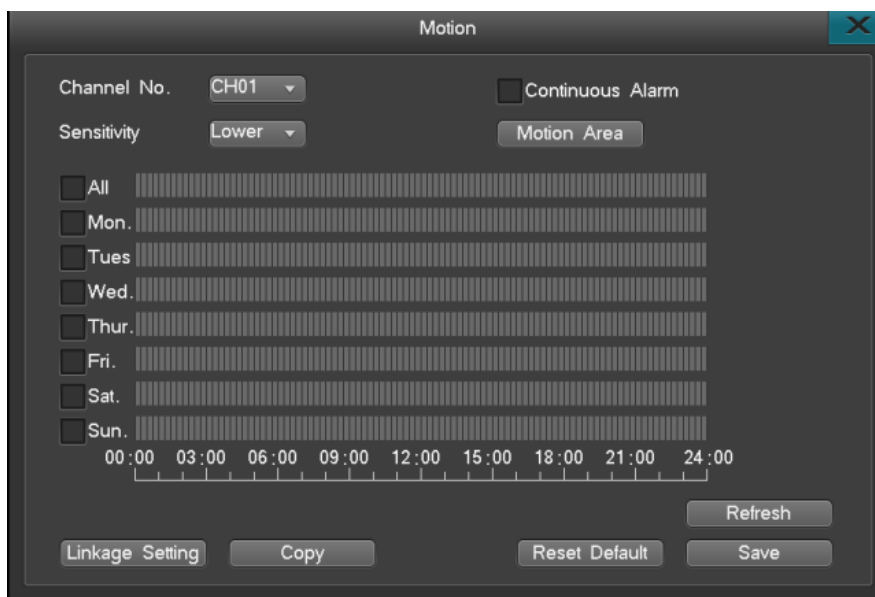 Motion
Channel No. CH01 Continuous Alarm
Sensitivity Lower Motion Area
All
Mon.
Tues
Wed.
Thur.
Fri.
Sat.
Sun.
00:00 03:00 06:00 09:00 12:00 15:00 18:00 21:00 24:00
Refresh
Linkage Setting Copy Reset Default Save